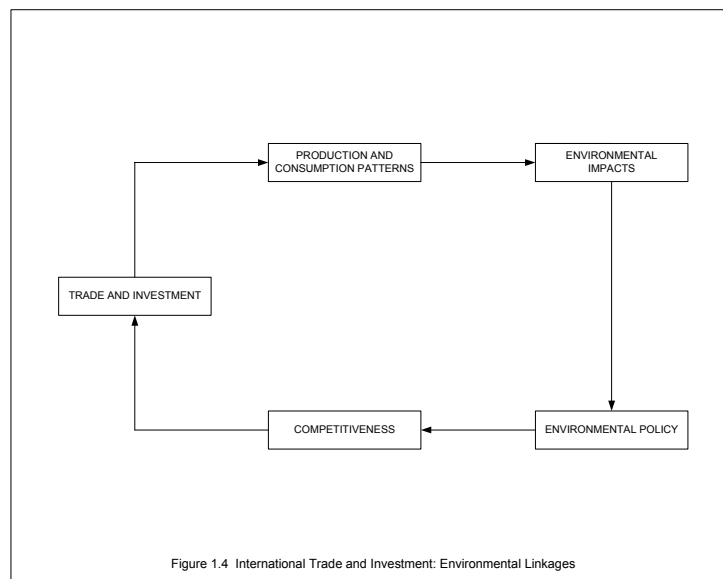 PRODUCTION AND
CONSUMPTION PATTERNS
ENVIRONMENTAL
IMPACTS
TRADE AND INVESTMENT
COMPETITIVENESS
ENVIRONMENTAL POLICY
Figure 1.4 International Trade and Investment: Environmental Linkages